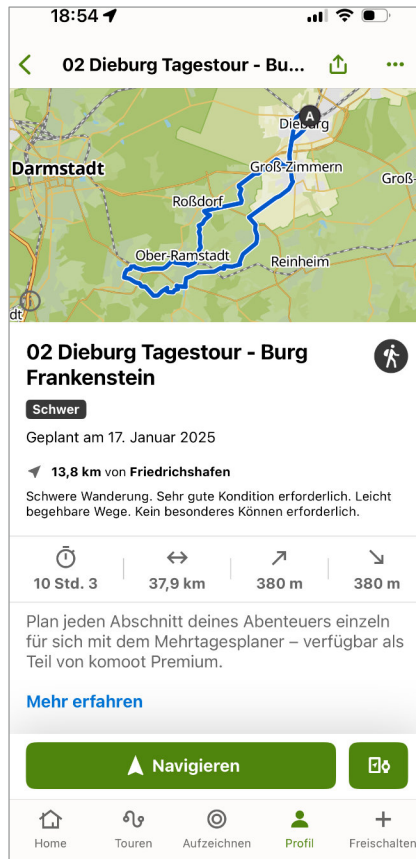 18:54
02 Dieburg Tagestour - Bu...
A
Dieburg
Darmstadt
Groß-Zimmern
Groß-
Roßdorf
Ober-Ramstadt
Reinheim
dt
02 Dieburg Tagestour - Burg
Frankenstein
Schwer
Geplant am 17. Januar 2025
13,8 km von Friedrichshafen
Schwere Wanderung. Sehr gute Kondition erforderlich. Leicht
begehbare Wege. Kein besonderes Können erforderlich.
10 Std. 3 37,9 km 380 m 380 m
Plan jeden Abschnitt deines Abenteuers einzeln
für sich mit dem Mehrtagesplaner – verfügbar als
Teil von komoot Premium.
Mehr erfahren
Navigieren
Home Touren Aufzeichnen Profil Freischalten